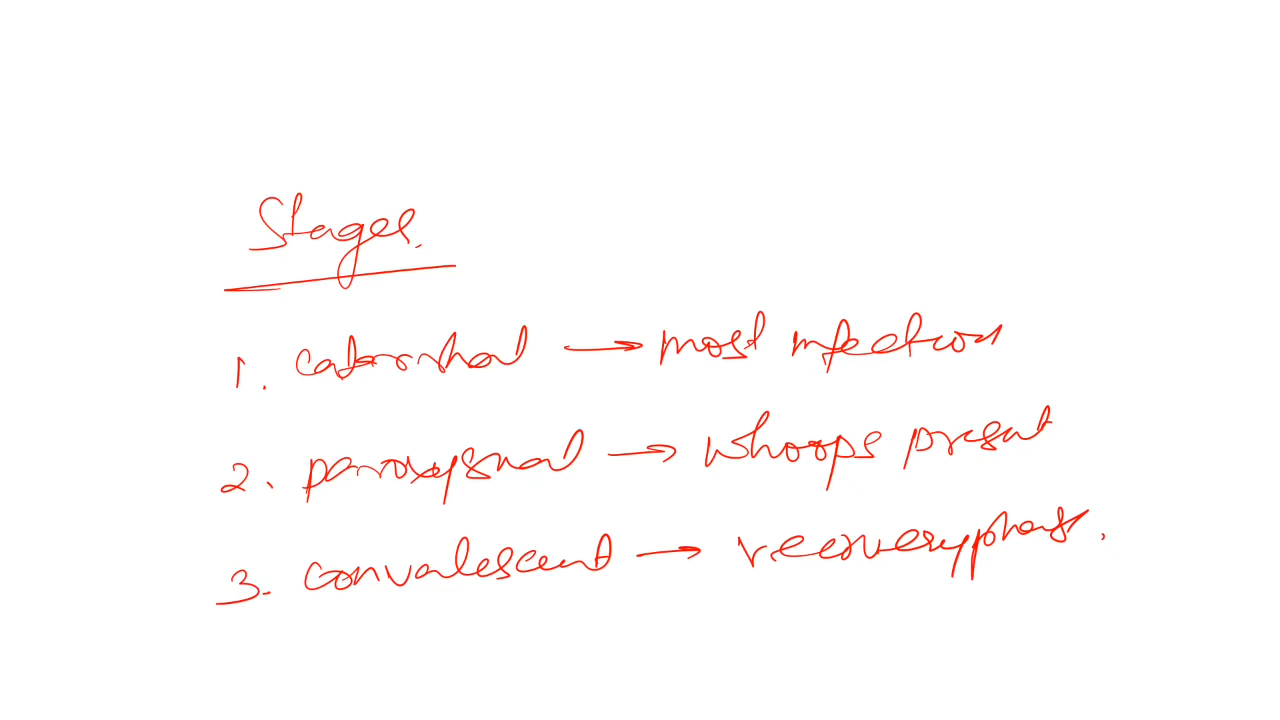 Stages.
1. catarrhal → most infectious
2. paroxysmal → whoops present
3. convalescent → recovery phase.